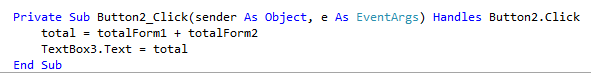 Private Sub Button2_Click(sender As Object, e As EventArgs) Handles Button2.Click
    total = totalForm1 + totalForm2
    TextBox3.Text = total
End Sub